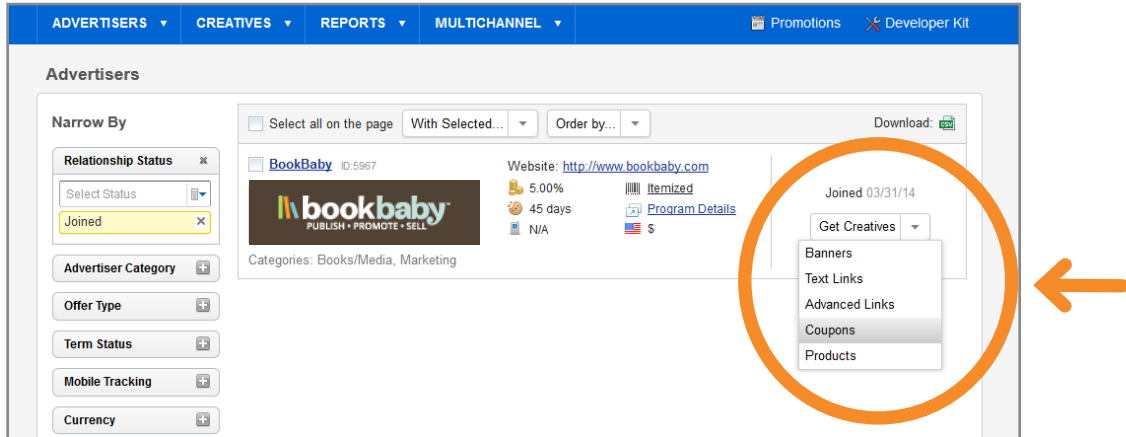 ADVERTISERS CREATIVES REPORTS MULTICHANNEL Promotions Developer Kit
Advertisers
Narrow By
Relationship Status
Select Status
Joined
Advertiser Category
Offer Type
Term Status
Mobile Tracking
Currency
Select all on the page With Selected... Order by... Download: CSV
BookBaby ID:5967
bookbaby
PUBLISH • PROMOTE • SELL
Categories: Books/Media, Marketing
Website: http://www.bookbaby.com
5.00% Itemized
45 days Program Details
N/A $
Joined 03/31/14
Get Creatives
Banners
Text Links
Advanced Links
Coupons
Products